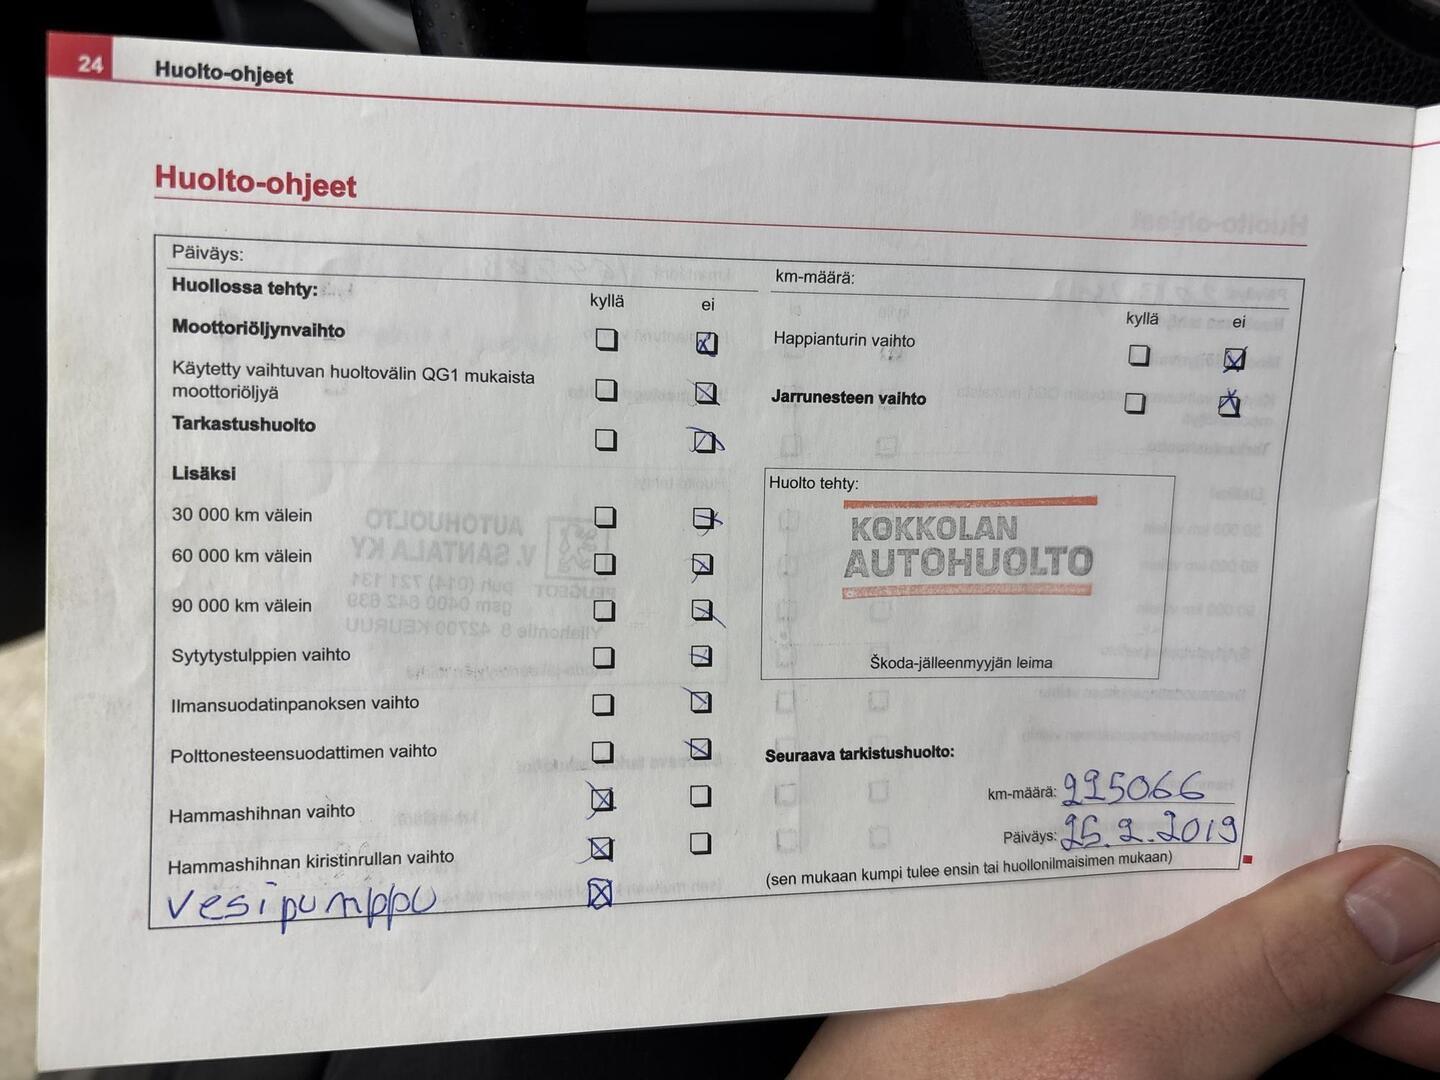 24 Huolto-ohjeet
Huolto-ohjeet
Päiväys:
Huollossa tehty:
kyllä ei
Moottoriöljynvaihto
Käytetty vaihtuvan huoltovälin QG1 mukaista
moottoriöljyä
Tarkastushuolto
Lisäksi
30 000 km välein
60 000 km välein
90 000 km välein
Sytytystulppien vaihto
Ilmansuodatinpanoksen vaihto
Polttonesteensuodattimen vaihto
Hammashihnan vaihto
Hammashihnan kiristinrullan vaihto
vesipumppu
km-määrä:
kyllä ei
Happianturin vaihto
Jarrunesteen vaihto
Huolto tehty:
KOKKOLAN
AUTOHUOLTO
Škoda-jälleenmyyjän leima
Seuraava tarkistushuolto:
km-määrä: 225066
Päiväys: 25.2.2019
(sen mukaan kumpi tulee ensin tai huollonilmaisimen mukaan)